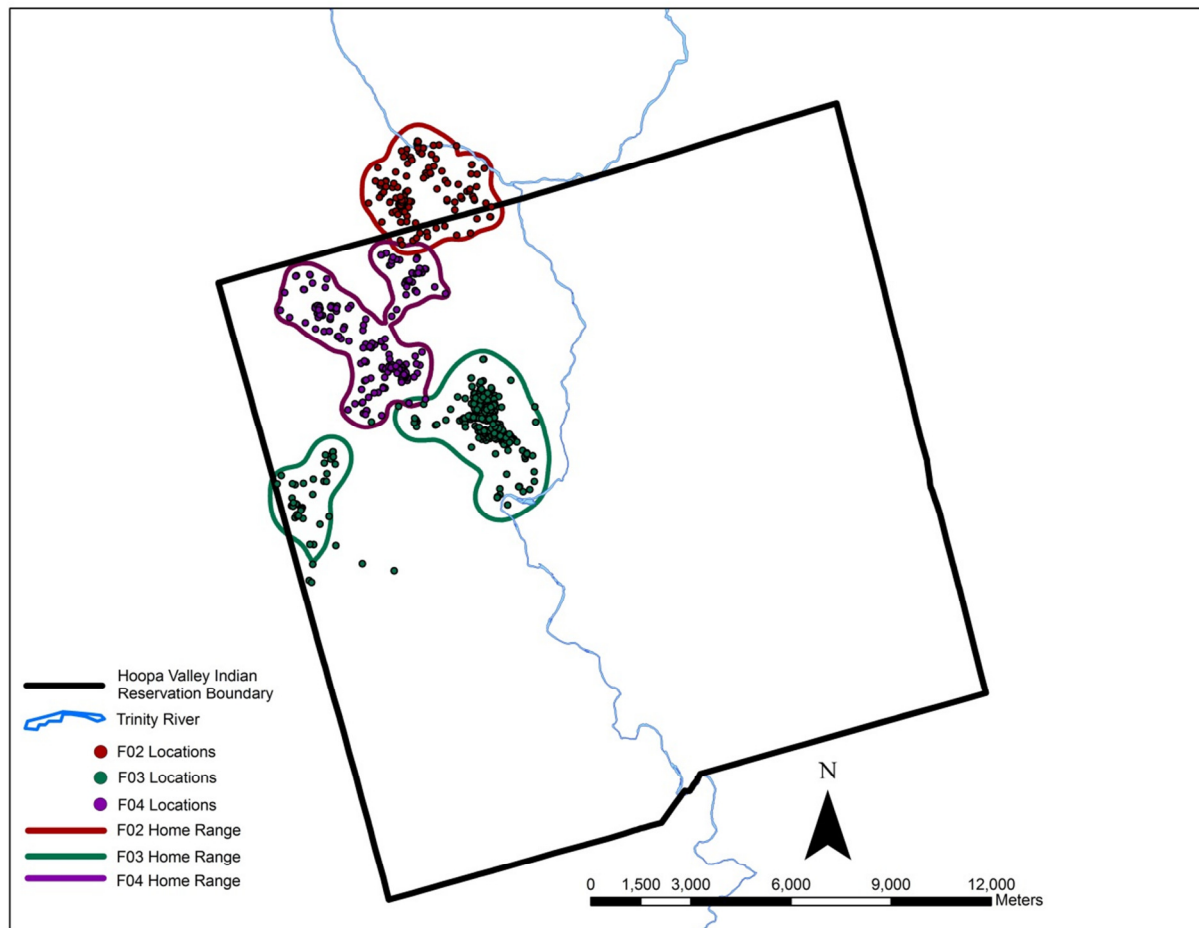 Hoopa Valley Indian
Reservation Boundary
Trinity River
F02 Locations
F03 Locations
F04 Locations
F02 Home Range
F03 Home Range
F04 Home Range
N
0 1,500 3,000 6,000 9,000 12,000
Meters